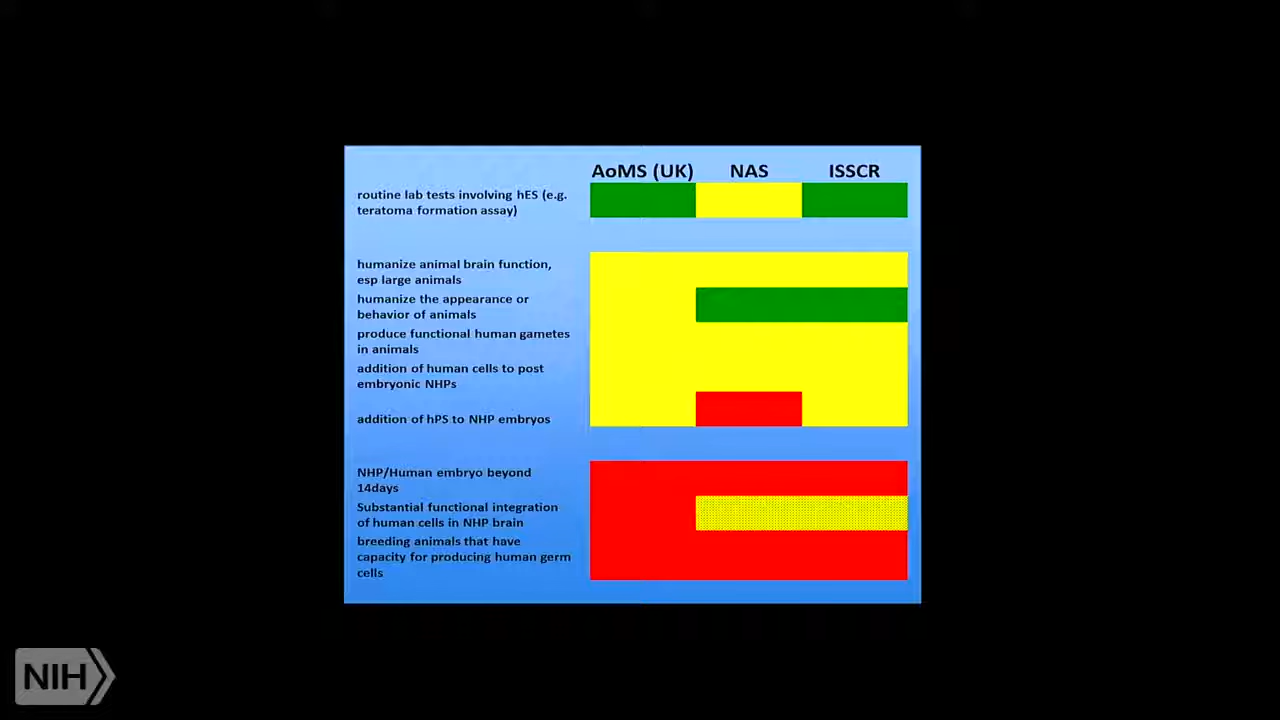 AoMS (UK) NAS ISSCR
routine lab tests involving hES (e.g.
teratoma formation assay)
humanize animal brain function,
esp large animals
humanize the appearance or
behavior of animals
produce functional human gametes
in animals
addition of human cells to post
embryonic NHPs
addition of hPS to NHP embryos
NHP/Human embryo beyond
14days
Substantial functional integration
of human cells in NHP brain
breeding animals that have
capacity for producing human germ
cells
NIH